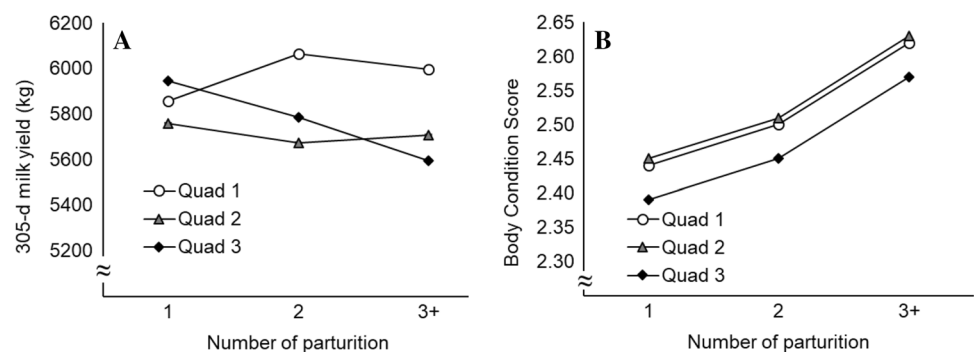 A
305-d milk yield (kg)
6200
6000
5800
5600
5400
5200
≈
Quad 1
Quad 2
Quad 3
1 2 3+
Number of parturition
B
Body Condition Score
2.65
2.60
2.55
2.50
2.45
2.40
2.35
2.30
≈
Quad 1
Quad 2
Quad 3
1 2 3+
Number of parturition